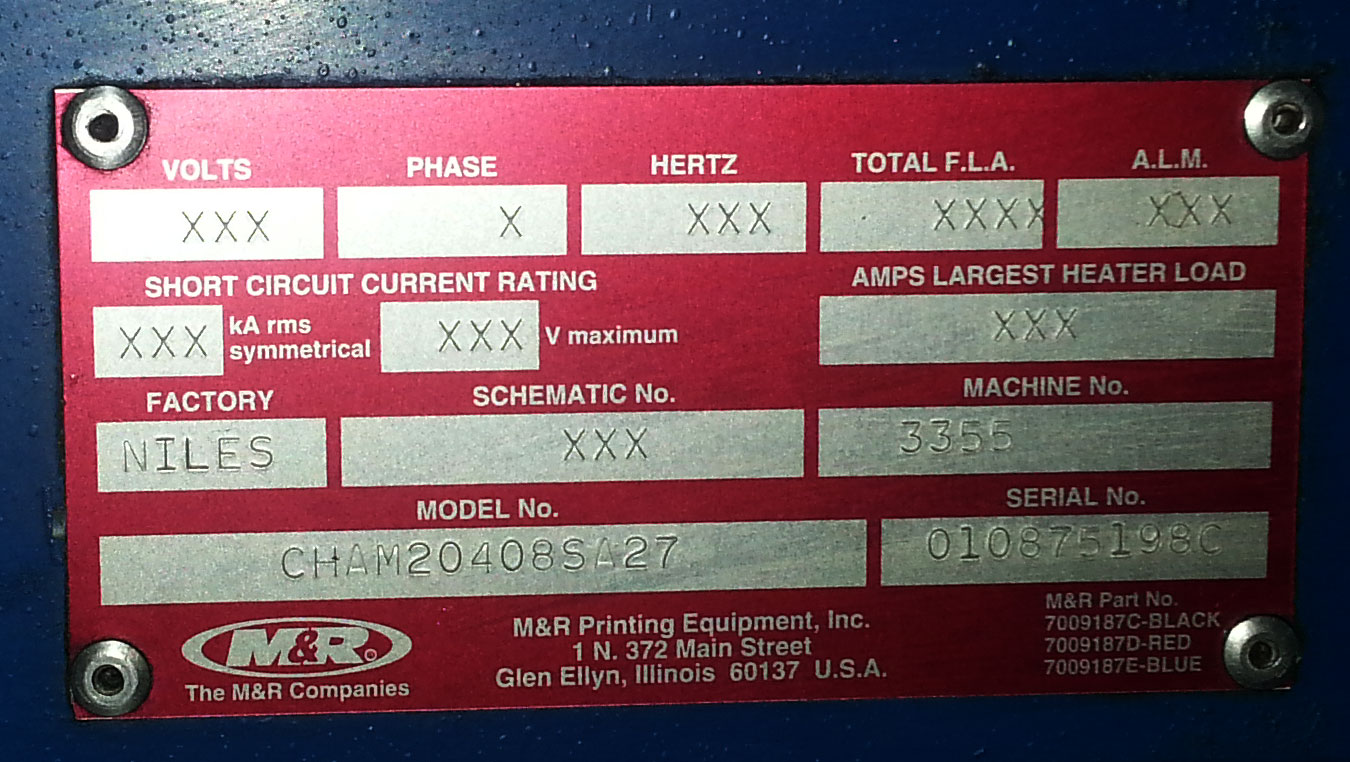 VOLTS PHASE HERTZ TOTAL F.L.A. A.L.M.
XXX X XXX XXXX XXX
SHORT CIRCUIT CURRENT RATING AMPS LARGEST HEATER LOAD
XXX kA rms symmetrical XXX V maximum XXX
FACTORY SCHEMATIC No. MACHINE No.
NILES XXX 3355
MODEL No. SERIAL No.
CHAM20408SA27 010875198C
M&R®
The M&R Companies
M&R Printing Equipment, Inc.
1 N. 372 Main Street
Glen Ellyn, Illinois 60137 U.S.A.
M&R Part No.
7009187C-BLACK
7009187D-RED
7009187E-BLUE